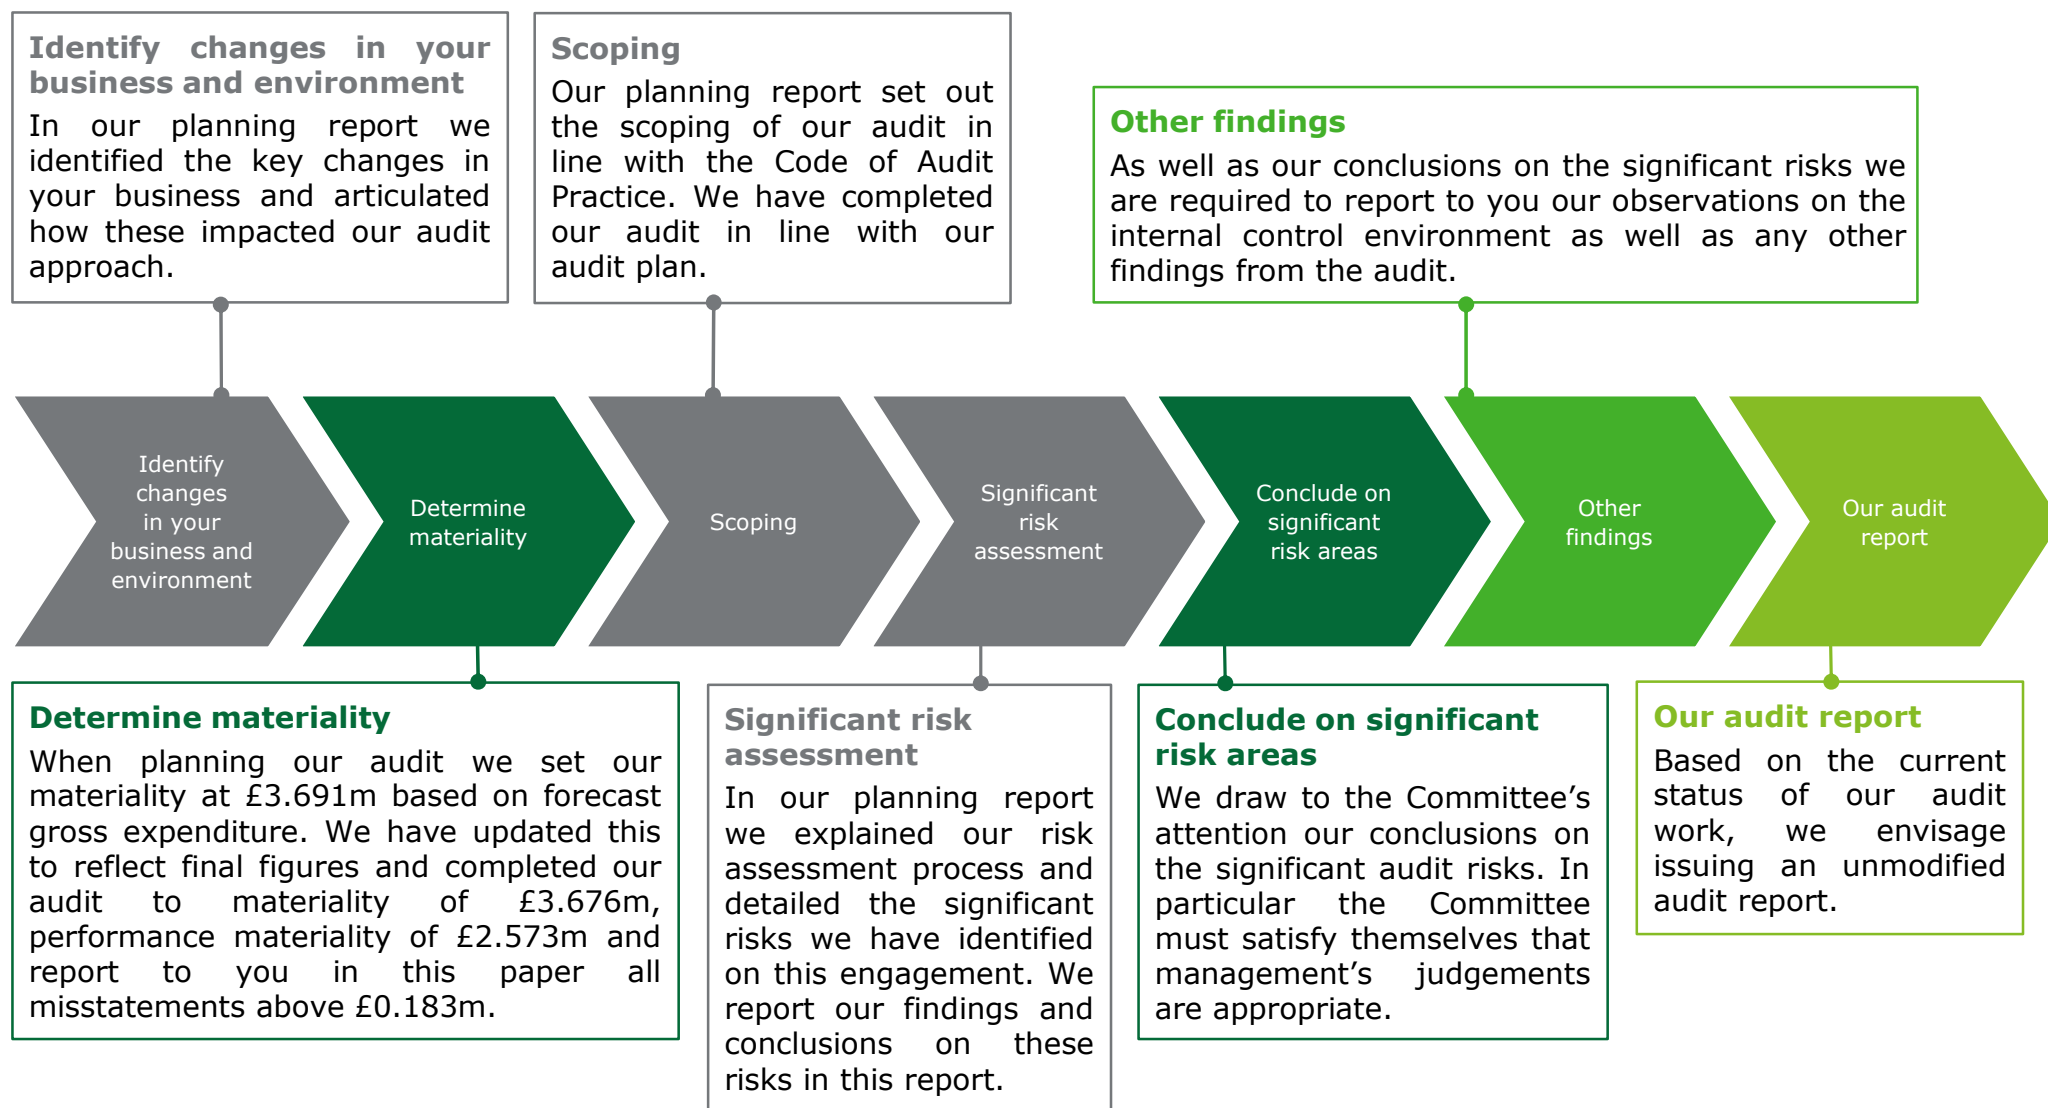 Identify changes in your
business and environment
In our planning report we
identified the key changes in
your business and articulated
how these impacted our audit
approach.
Scoping
Our planning report set out
the scoping of our audit in
line with the Code of Audit
Practice. We have completed
our audit in line with our
audit plan.
Other findings
As well as our conclusions on the significant risks we
are required to report to you our observations on the
internal control environment as well as any other
findings from the audit.
Identify
changes
in your
business and
environment
Determine
materiality
Scoping
Significant
risk
assessment
Conclude on
significant
risk areas
Other
findings
Our audit
report
Determine materiality
When planning our audit we set our
materiality at £3.691m based on forecast
gross expenditure. We have updated this
to reflect final figures and completed our
audit to materiality of £3.676m,
performance materiality of £2.573m and
report to you in this paper all
misstatements above £0.183m.
Significant risk
assessment
In our planning report
we explained our risk
assessment process and
detailed the significant
risks we have identified
on this engagement. We
report our findings and
conclusions on these
risks in this report.
Conclude on significant
risk areas
We draw to the Committee’s
attention our conclusions on
the significant audit risks. In
particular the Committee
must satisfy themselves that
management’s judgements
are appropriate.
Our audit report
Based on the current
status of our audit
work, we envisage
issuing an unmodified
audit report.